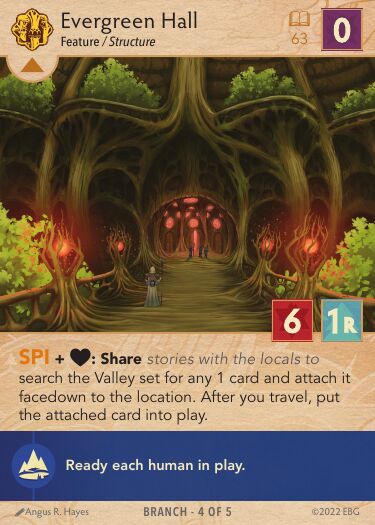 Evergreen Hall
Feature / Structure
63
0
6
1R
SPI + ♥: Share stories with the locals to
search the Valley set for any 1 card and attach it
facedown to the location. After you travel, put
the attached card into play.
Ready each human in play.
Angus R. Hayes
BRANCH - 4 OF 5
©2022 EBG